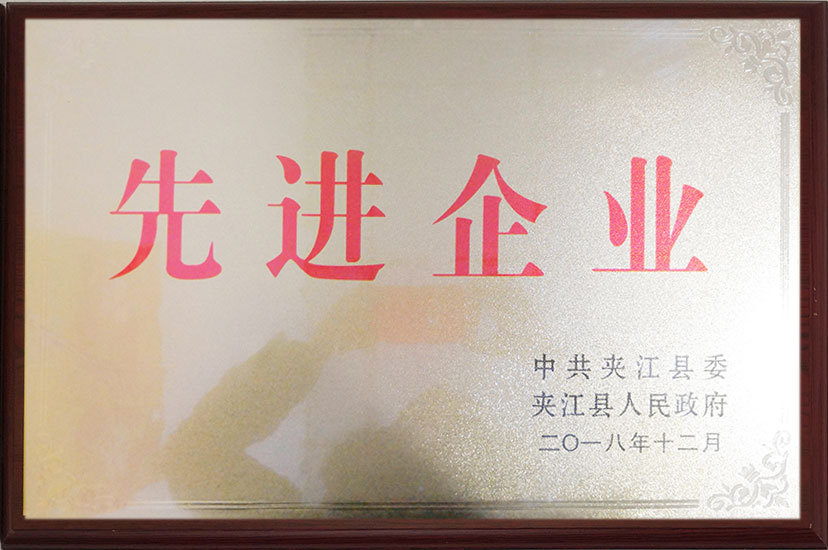 先进企业
中共夹江县委
夹江县人民政府
二〇一八年十二月